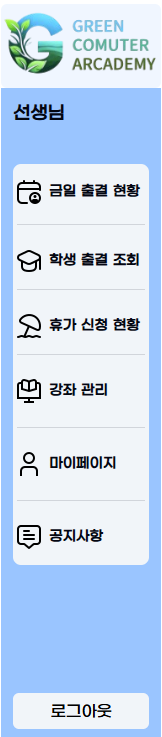 GREEN
COMUTER
ARCADEMY
선생님
금일 출결 현황
학생 출결 조회
휴가 신청 현황
강좌 관리
마이페이지
공지사항
로그아웃